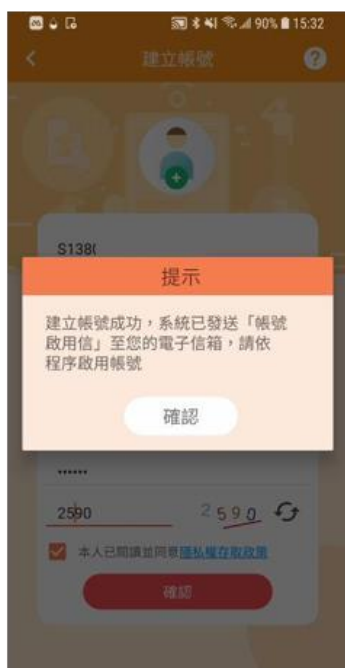 90% 15:32
建立帳號
?
S138(
提示
建立帳號成功，系統已發送「帳號
啟用信」至您的電子信箱，請依
程序啟用帳號
確認
••••••
2590 2590
本人已閱讀並同意隱私權存取政策
確認